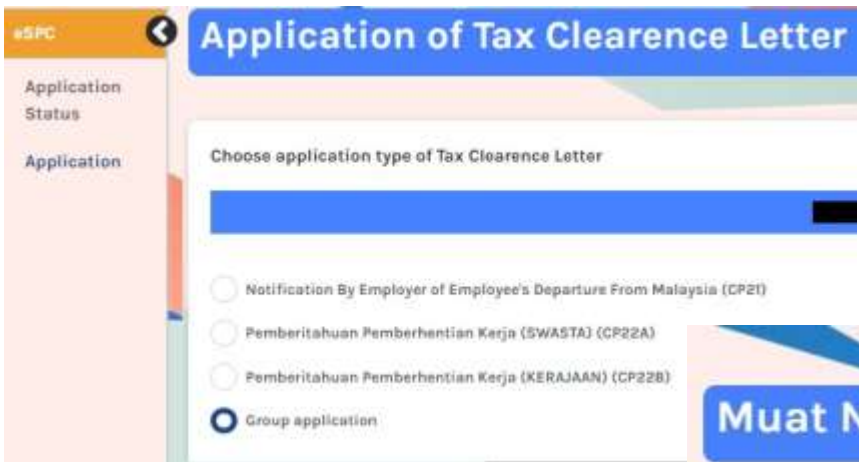 eSPC
Application of Tax Clearence Letter
Application
Status
Application
Choose application type of Tax Clearence Letter
Notification By Employer of Employee's Departure From Malaysia (CP21)
Pemberitahuan Pemberhentian Kerja (SWASTA) (CP22A)
Pemberitahuan Pemberhentian Kerja (KERAJAAN) (CP22B)
Group application
Muat N